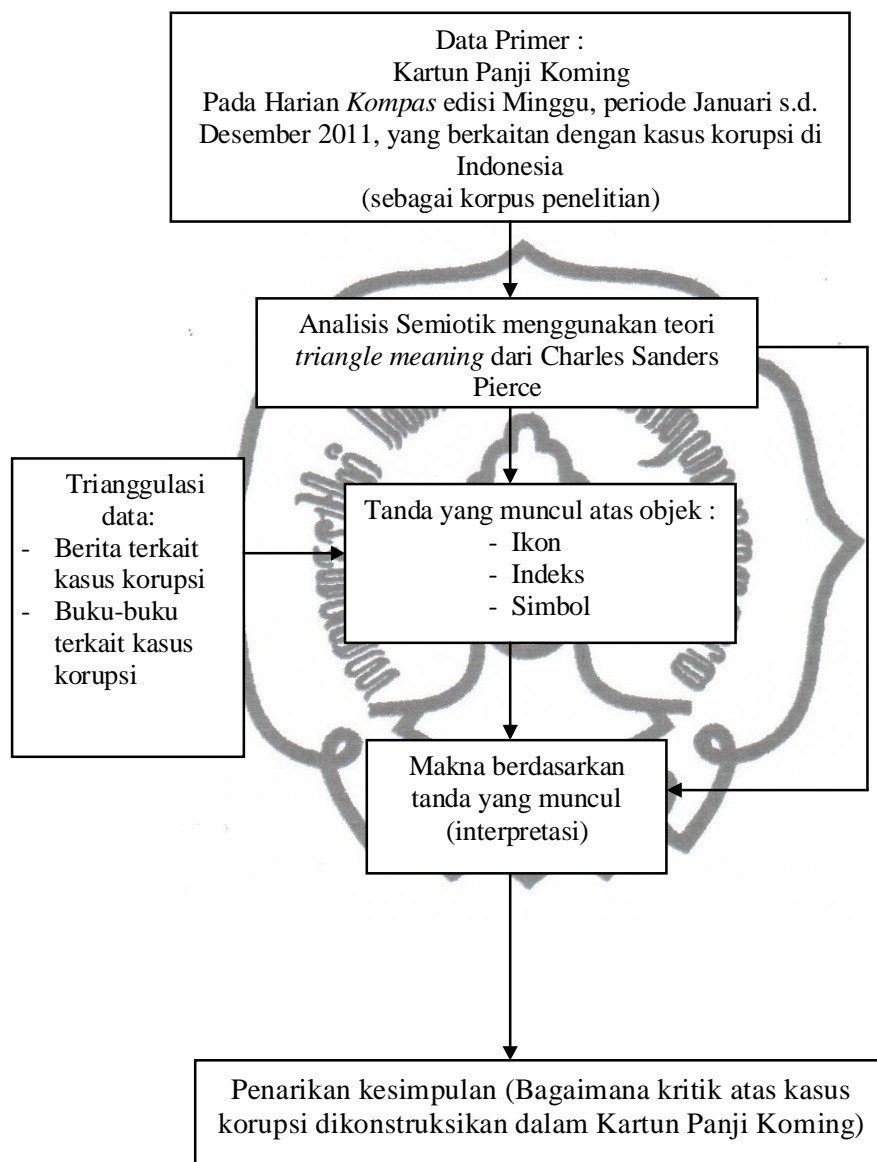 Data Primer :
Kartun Panji Koming
Pada Harian Kompas edisi Minggu, periode Januari s.d.
Desember 2011, yang berkaitan dengan kasus korupsi di
Indonesia
(sebagai korpus penelitian)
Analisis Semiotik menggunakan teori
triangle meaning dari Charles Sanders
Pierce
Trianggulasi
data:
- Berita terkait
kasus korupsi
- Buku-buku
terkait kasus
korupsi
Tanda yang muncul atas objek :
- Ikon
- Indeks
- Simbol
Makna berdasarkan
tanda yang muncul
(interpretasi)
Penarikan kesimpulan (Bagaimana kritik atas kasus
korupsi dikonstruksikan dalam Kartun Panji Koming)